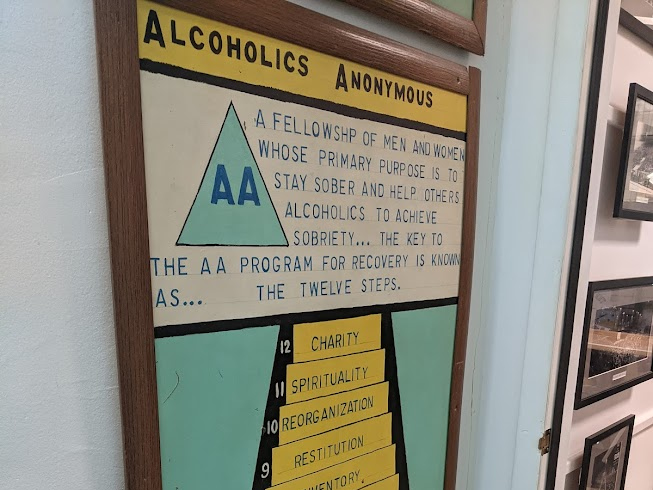 ALCOHOLICS ANONYMOUS
A FELLOWSHP OF MEN AND WOMEN
WHOSE PRIMARY PURPOSE IS TO
STAY SOBER AND HELP OTHERS
AA
ALCOHOLICS TO ACHIEVE
SOBRIETY... THE KEY TO
THE AA PROGRAM FOR RECOVERY IS KNOWN
AS... THE TWELVE STEPS.
12 CHARITY
11 SPIRITUALITY
10 REORGANIZATION
9 RESTITUTION